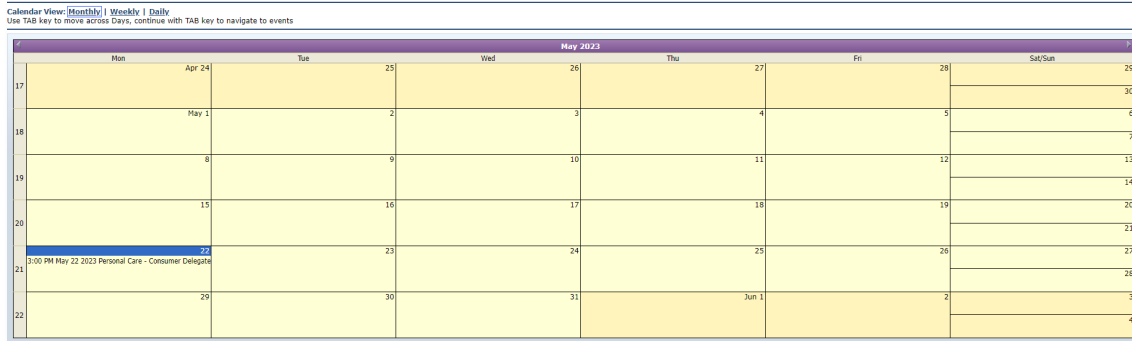 Calendar View: Monthly | Weekly | Daily
Use TAB key to move across Days, continue with TAB key to navigate to events
May 2023
Mon Tue Wed Thu Fri Sat/Sun
17 Apr 24 25 26 27 28 29
30
18 May 1 2 3 4 5 6
7
19 8 9 10 11 12 13
14
20 15 16 17 18 19 20
21
21 22 23 24 25 26 27
3:00 PM May 22 2023 Personal Care - Consumer Delegate
28
22 29 30 31 Jun 1 2 3
4